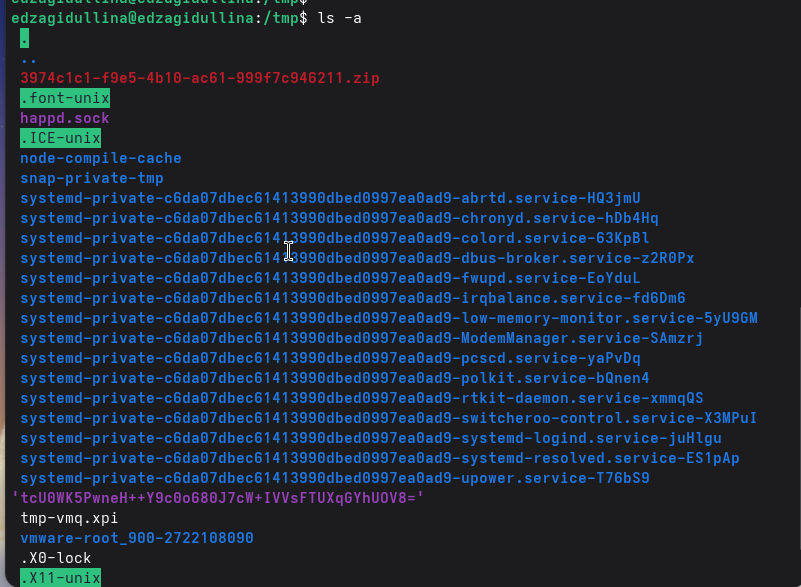 edzagidullina@edzagidullina:/tmp$ ls -a
.
..
3974c1c1-f9e5-4b10-ac61-999f7c946211.zip
.font-unix
happd.sock
.ICE-unix
node-compile-cache
snap-private-tmp
systemd-private-c6da07dbec61413990dbed0997ea0ad9-abrtd.service-HQ3jmU
systemd-private-c6da07dbec61413990dbed0997ea0ad9-chronyd.service-hDb4Hq
systemd-private-c6da07dbec61413990dbed0997ea0ad9-colord.service-63KpBl
systemd-private-c6da07dbec61413990dbed0997ea0ad9-dbus-broker.service-z2R0Px
systemd-private-c6da07dbec61413990dbed0997ea0ad9-fwupd.service-EoYduL
systemd-private-c6da07dbec61413990dbed0997ea0ad9-irqbalance.service-fd6Dm6
systemd-private-c6da07dbec61413990dbed0997ea0ad9-low-memory-monitor.service-5yU9GM
systemd-private-c6da07dbec61413990dbed0997ea0ad9-ModemManager.service-SAmzrj
systemd-private-c6da07dbec61413990dbed0997ea0ad9-pcscd.service-yaPvDq
systemd-private-c6da07dbec61413990dbed0997ea0ad9-polkit.service-bQnen4
systemd-private-c6da07dbec61413990dbed0997ea0ad9-rtkit-daemon.service-xmmqQS
systemd-private-c6da07dbec61413990dbed0997ea0ad9-switcheroo-control.service-X3MPuI
systemd-private-c6da07dbec61413990dbed0997ea0ad9-systemd-logind.service-juHlgu
systemd-private-c6da07dbec61413990dbed0997ea0ad9-systemd-resolved.service-ES1pAp
systemd-private-c6da07dbec61413990dbed0997ea0ad9-upower.service-T76bS9
'tcU0WK5PwneH++Y9c0o680J7cW+IVVsFTUXqGYhUOV8='
tmp-vmq.xpi
vmware-root_900-2722108090
.X0-lock
.X11-unix